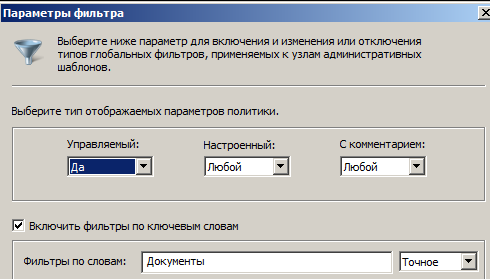 Параметры фильтра
Выберите ниже параметр для включения и изменения или отключения
типов глобальных фильтров, применяемых к узлам административных
шаблонов.
Выберите тип отображаемых параметров политики.
Управляемый: Настроенный: С комментарием:
Да Любой Любой
Включить фильтры по ключевым словам
Фильтры по словам: Документы Точное